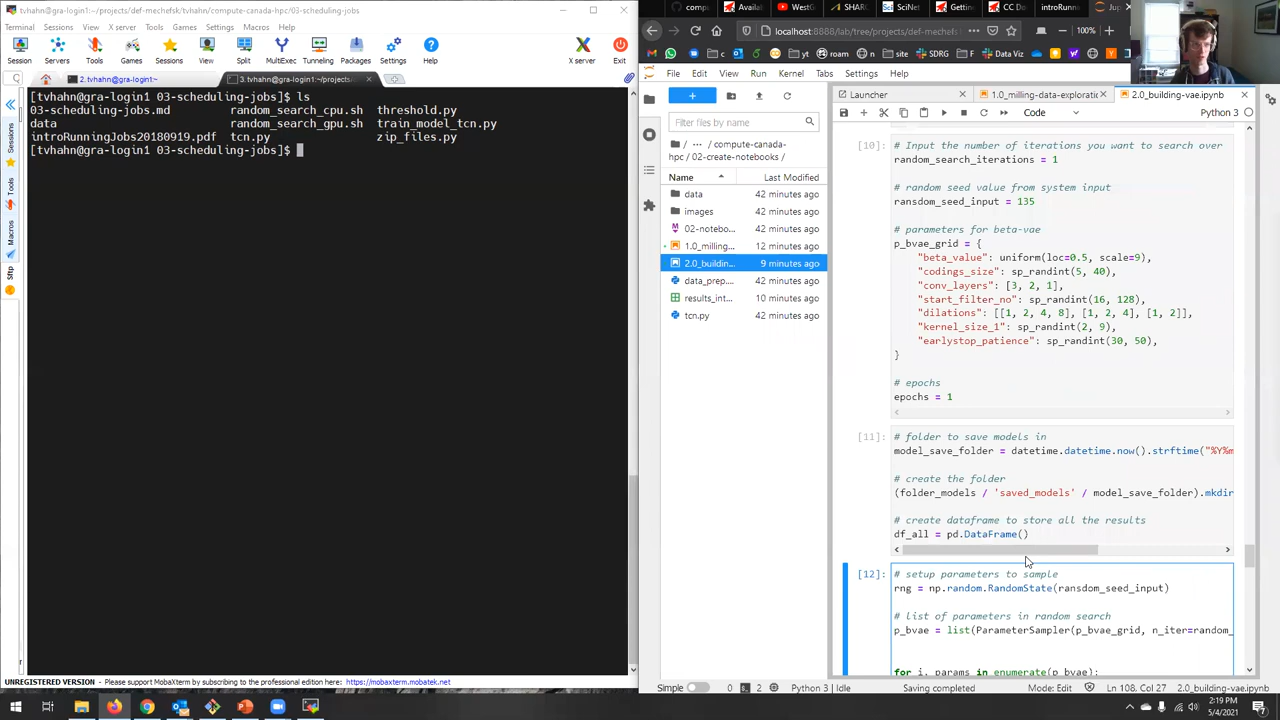 /home/tvhahn/projects/def-mechefsk/tvhahn/compute-canada-hpc/03-scheduling-jobs
Terminal Sessions View X server Tools Games Settings Macros Help
Session Servers Tools Games Sessions View Split MultiExec Tunneling Packages Settings Help X server Exit
2. tvhahn@gra-login1:~
3. tvhahn@gra-login1:~/projects
Sessions
Tools
Macros
Sftp
[tvhahn@gra-login1 03-scheduling-jobs]$ ls
03-scheduling-jobs.md random_search_cpu.sh threshold.py
data random_search_gpu.sh train_model_tcn.py
introRunningJobs20180919.pdf tcn.py zip_files.py
[tvhahn@gra-login1 03-scheduling-jobs]$
UNREGISTERED VERSION - Please support MobaXterm by subscribing to the professional edition here: https://mobaxterm.mobatek.net
localhost:8888/lab/tree/projects/def-mechefsk
100%
File Edit View Run Kernel Tabs Settings Help
Filter files by name
/ ··· / compute-canada-
hpc / 02-create-notebooks /
Name Last Modified
data 42 minutes ago
images 42 minutes ago
02-notebo... 42 minutes ago
1.0_milling... 12 minutes ago
2.0_buildin... 9 minutes ago
data_prep.... 42 minutes ago
results_int... 10 minutes ago
tcn.py 42 minutes ago
Launcher
1.0_milling-data-exploratio
2.0_building-vae.ipynb
Code Python 3
[10]: # Input the number of iterations you want to search over
random_search_iterations = 1
# random seed value from system input
ransdom_seed_input = 135
# parameters for beta-vae
p_bvae_grid = {
"beta_value": uniform(loc=0.5, scale=9),
"codings_size": sp_randint(5, 40),
"conv_layers": [3, 2, 1],
"start_filter_no": sp_randint(16, 128),
"dilations": [[1, 2, 4, 8], [1, 2, 4], [1, 2]],
"kernel_size_1": sp_randint(2, 9),
"earlystop_patience": sp_randint(30, 50),
}
# epochs
epochs = 1
[11]: # folder to save models in
model_save_folder = datetime.datetime.now().strftime("%Y%m
# create the folder
(folder_models / 'saved_models' / model_save_folder).mkdir
# create dataframe to store all the results
df_all = pd.DataFrame()
[12]: # setup parameters to sample
rng = np.random.RandomState(ransdom_seed_input)
# list of parameters in random search
p_bvae = list(ParameterSampler(p_bvae_grid, n_iter=random_
for i, params in enumerate(p_bvae):
Simple 0 2 Python 3 | Idle Saving completed Mode: Edit Ln 108, Col 27 2.0_building-vae.ipynb
2:19 PM
5/4/2021